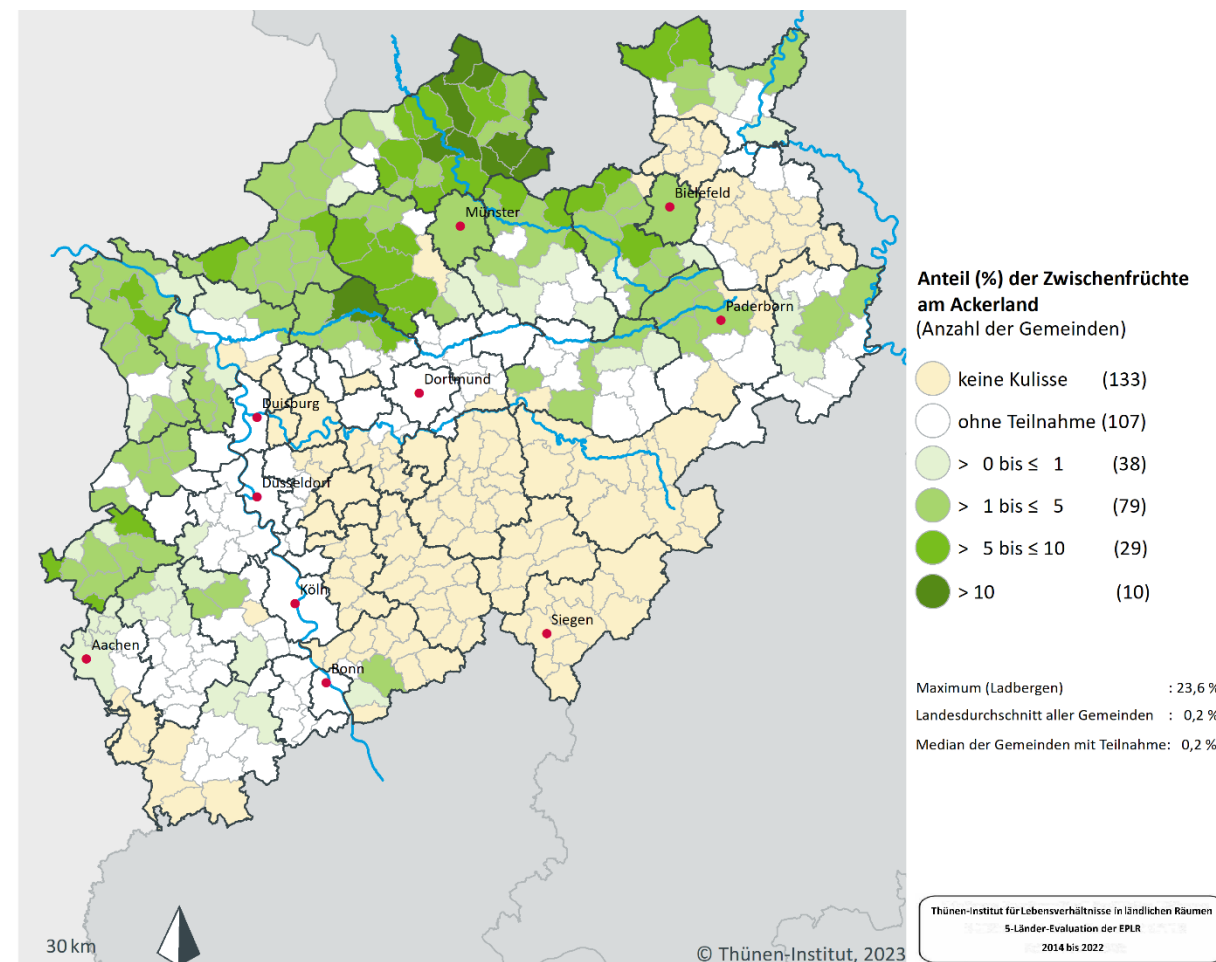 Münster
Bielefeld
Paderborn
Dortmund
Duisburg
Düsseldorf
Köln
Siegen
Aachen
Bonn
30 km
© Thünen-Institut, 2023
Anteil (%) der Zwischenfrüchte
am Ackerland
(Anzahl der Gemeinden)
keine Kulisse (133)
ohne Teilnahme (107)
> 0 bis ≤ 1 (38)
> 1 bis ≤ 5 (79)
> 5 bis ≤ 10 (29)
> 10 (10)
Maximum (Ladbergen) : 23,6 %
Landesdurchschnitt aller Gemeinden : 0,2 %
Median der Gemeinden mit Teilnahme: 0,2 %
Thünen-Institut für Lebensverhältnisse in ländlichen Räumen
5-Länder-Evaluation der EPLR
2014 bis 2022